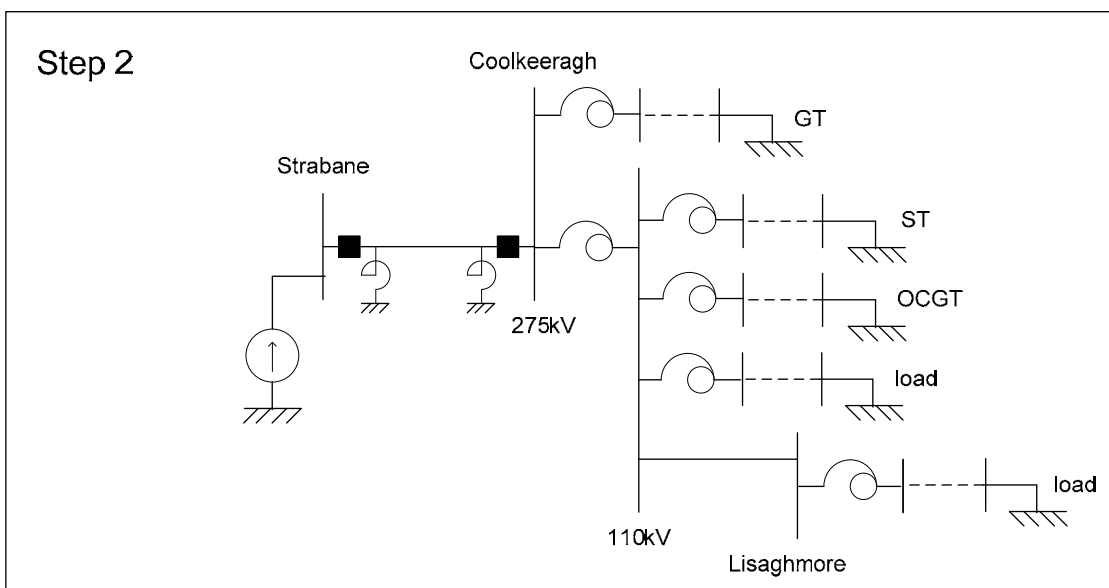 Step 2
Coolkeeragh
GT
Strabane
ST
OCGT
275kV
load
load
110kV
Lisaghmore